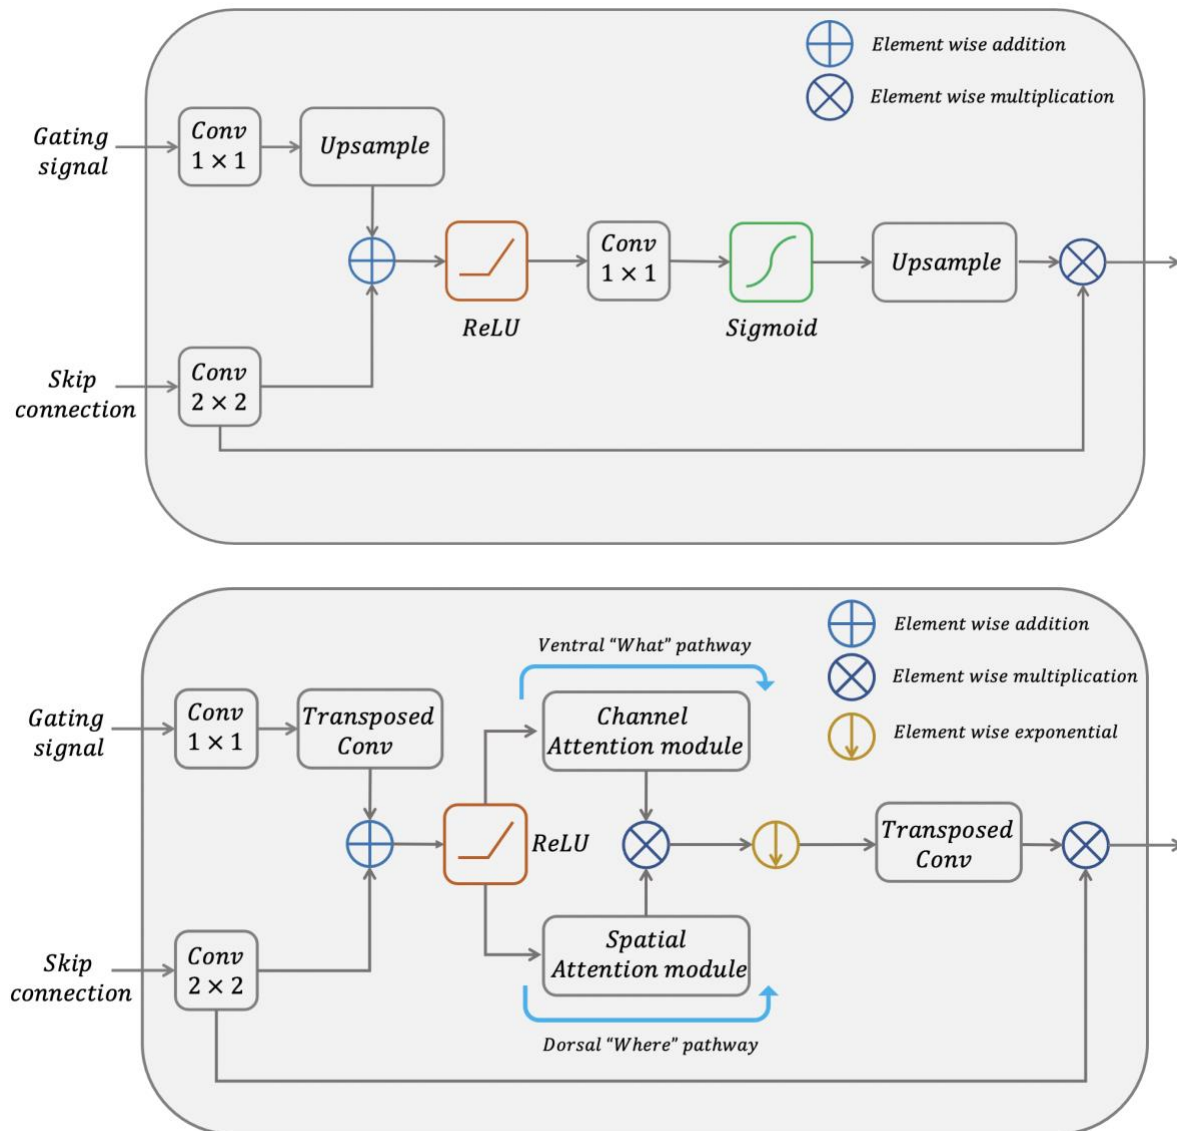 Element wise addition
Element wise multiplication
Gating
signal
Conv
1 × 1
Upsample
Conv
1 × 1
Upsample
ReLU
Sigmoid
Skip
connection
Conv
2 × 2
Ventral “What” pathway
Element wise addition
Element wise multiplication
Element wise exponential
Gating
signal
Conv
1 × 1
Transposed
Conv
Channel
Attention module
ReLU
Transposed
Conv
Skip
connection
Conv
2 × 2
Spatial
Attention module
Dorsal “Where” pathway